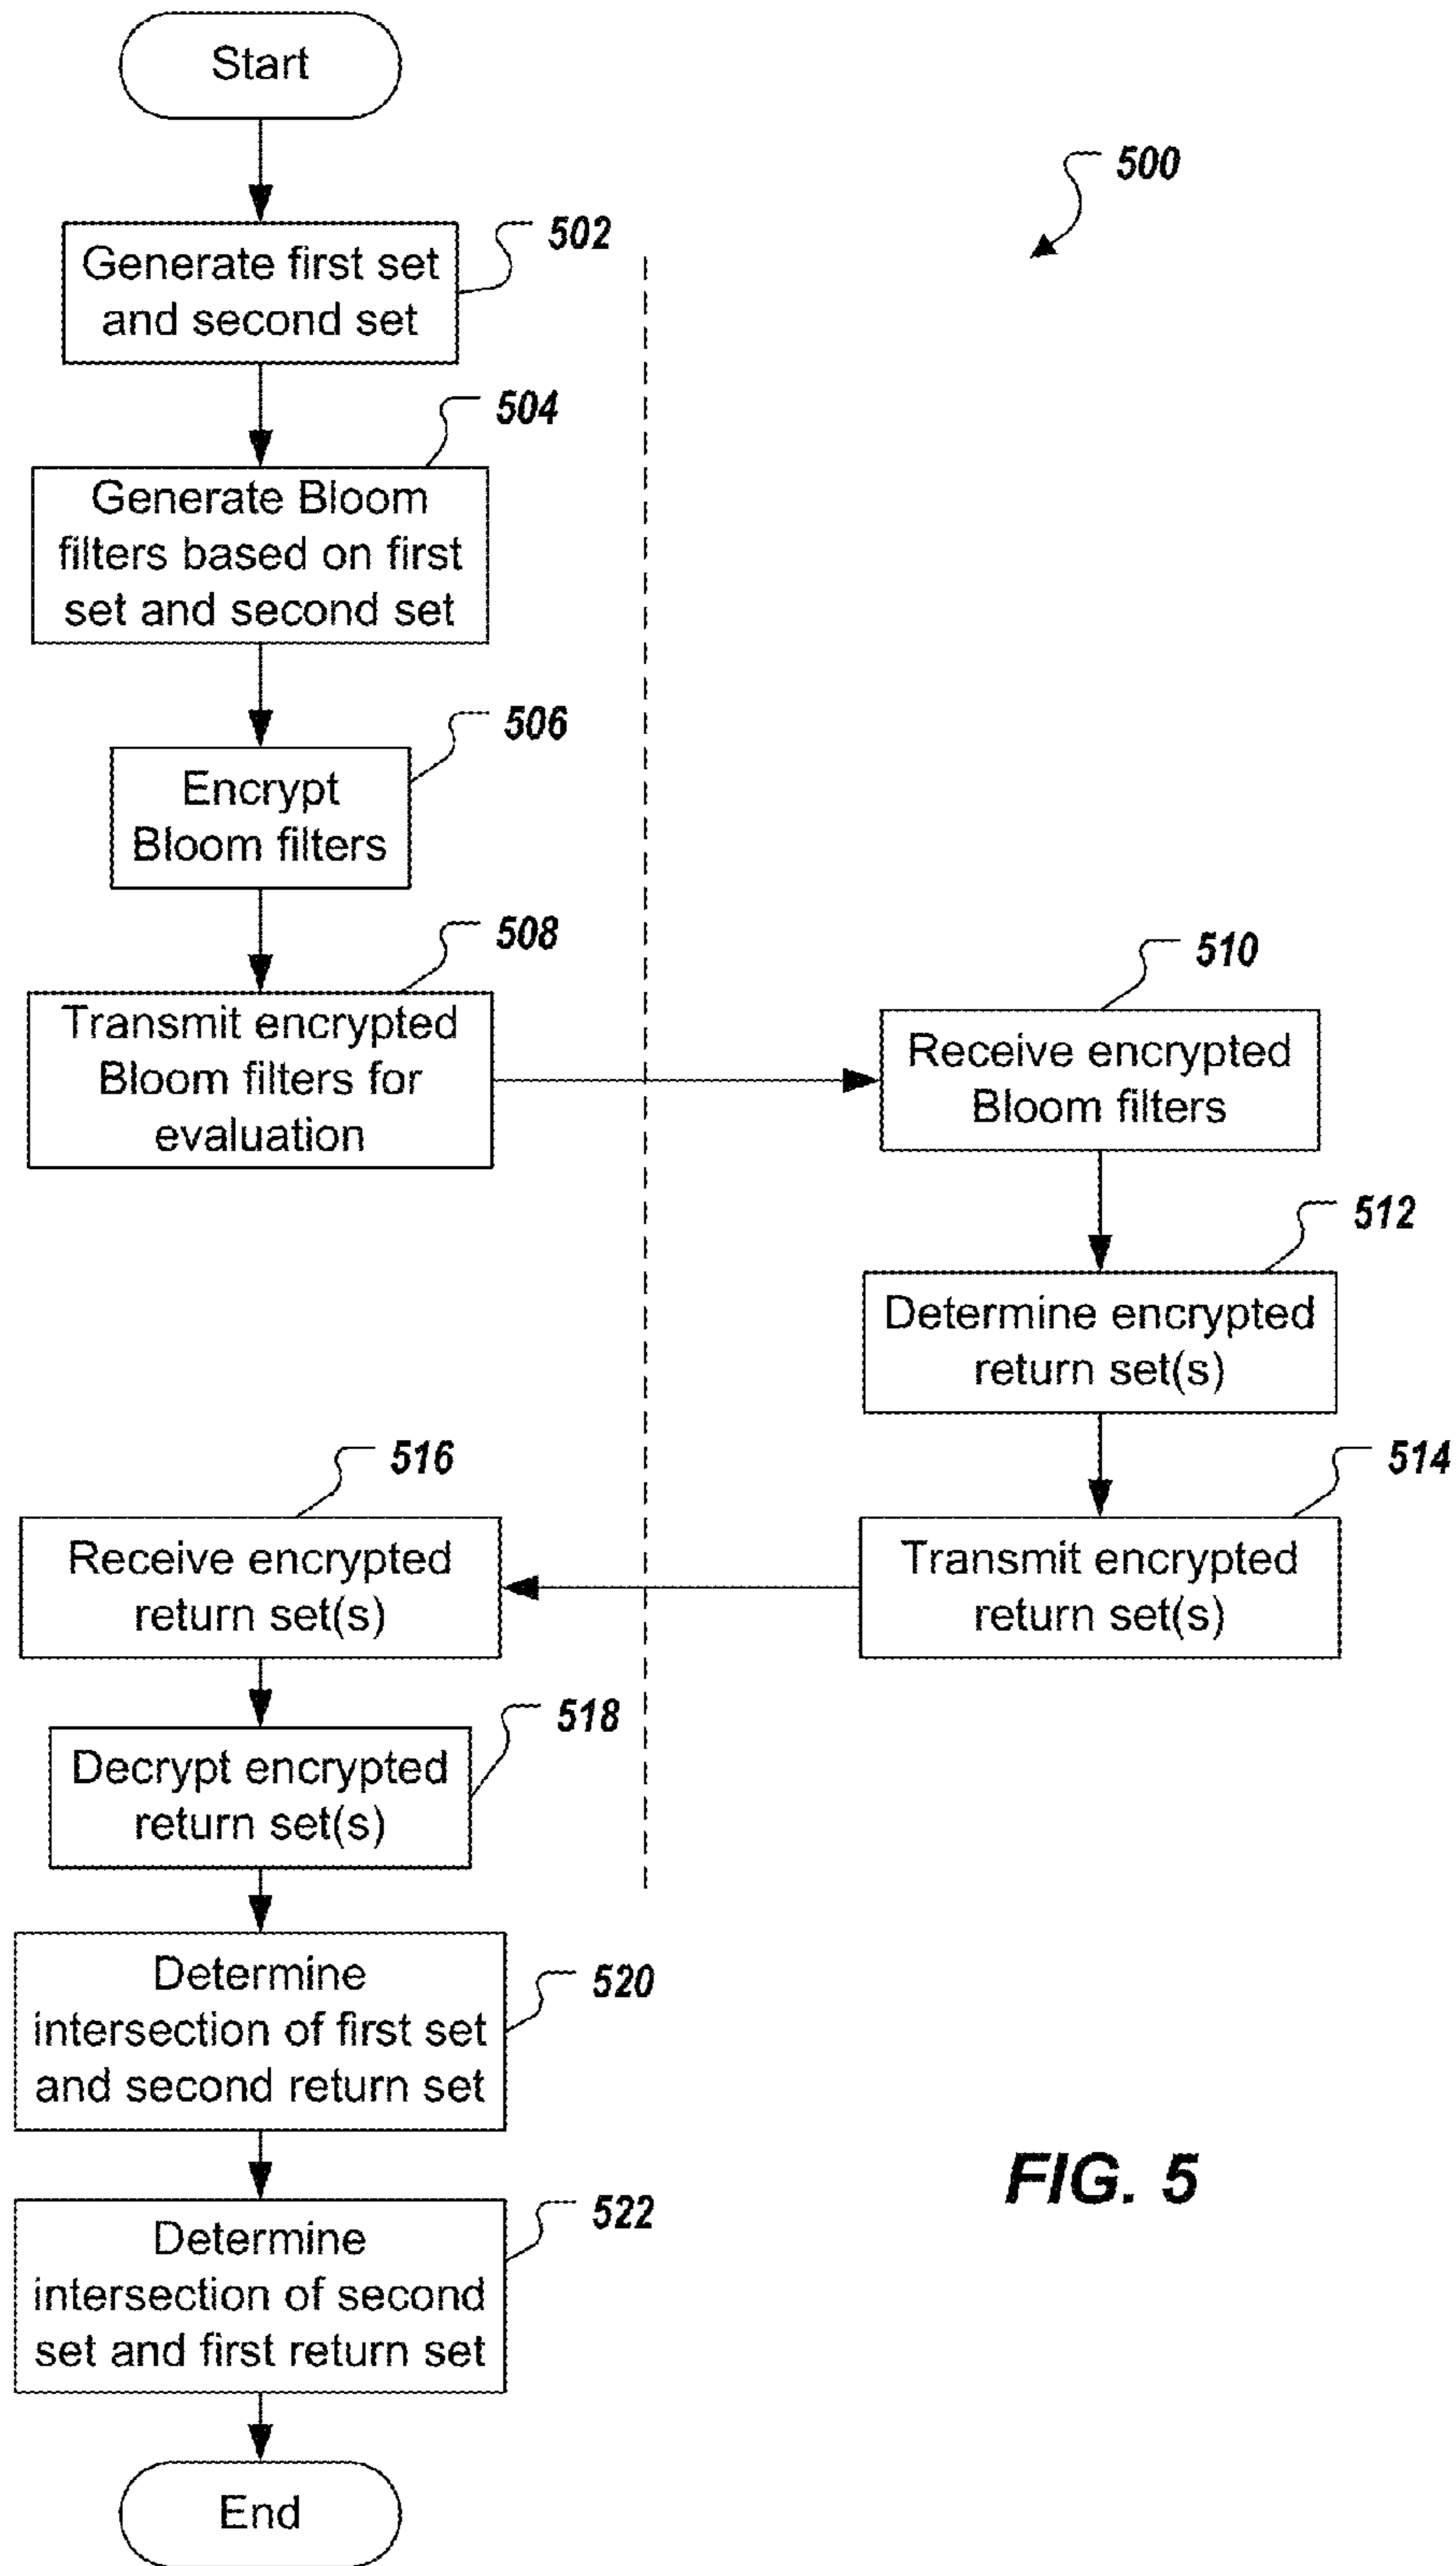 Start
500
502
Generate first set
and second set
504
Generate Bloom
filters based on first
set and second set
506
Encrypt
Bloom filters
508
Transmit encrypted
Bloom filters for
evaluation
510
Receive encrypted
Bloom filters
512
Determine encrypted
return set(s)
514
Transmit encrypted
return set(s)
516
Receive encrypted
return set(s)
518
Decrypt encrypted
return set(s)
520
Determine
intersection of first set
and second return set
522
Determine
intersection of second
set and first return set
End
FIG. 5